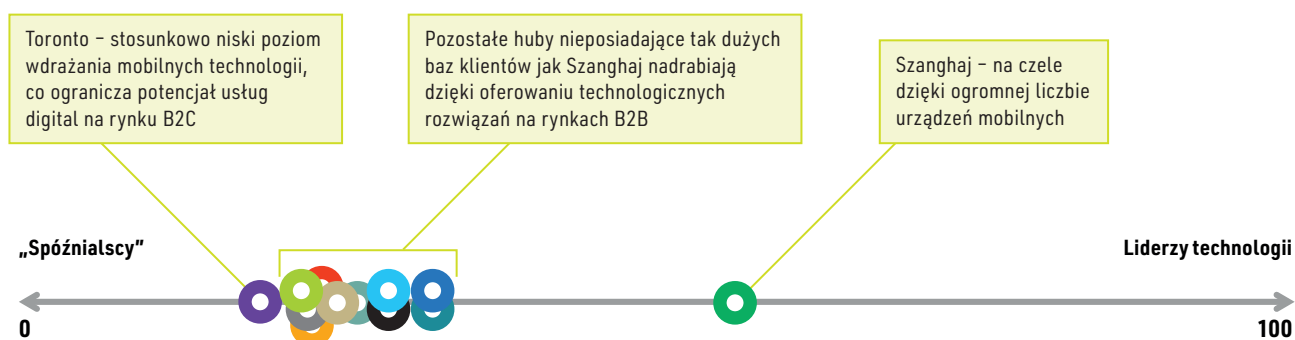 Toronto – stosunkowo niski poziom
wdrażania mobilnych technologii,
co ogranicza potencjał usług
digital na rynku B2C
Pozostałe huby nieposiadające tak dużych
baz klientów jak Szanghaj nadrabiają
dzięki oferowaniu technologicznych
rozwiązań na rynkach B2B
Szanghaj – na czele
dzięki ogromnej liczbie
urządzeń mobilnych
„Spóźnialscy”
Liderzy technologii
0
100